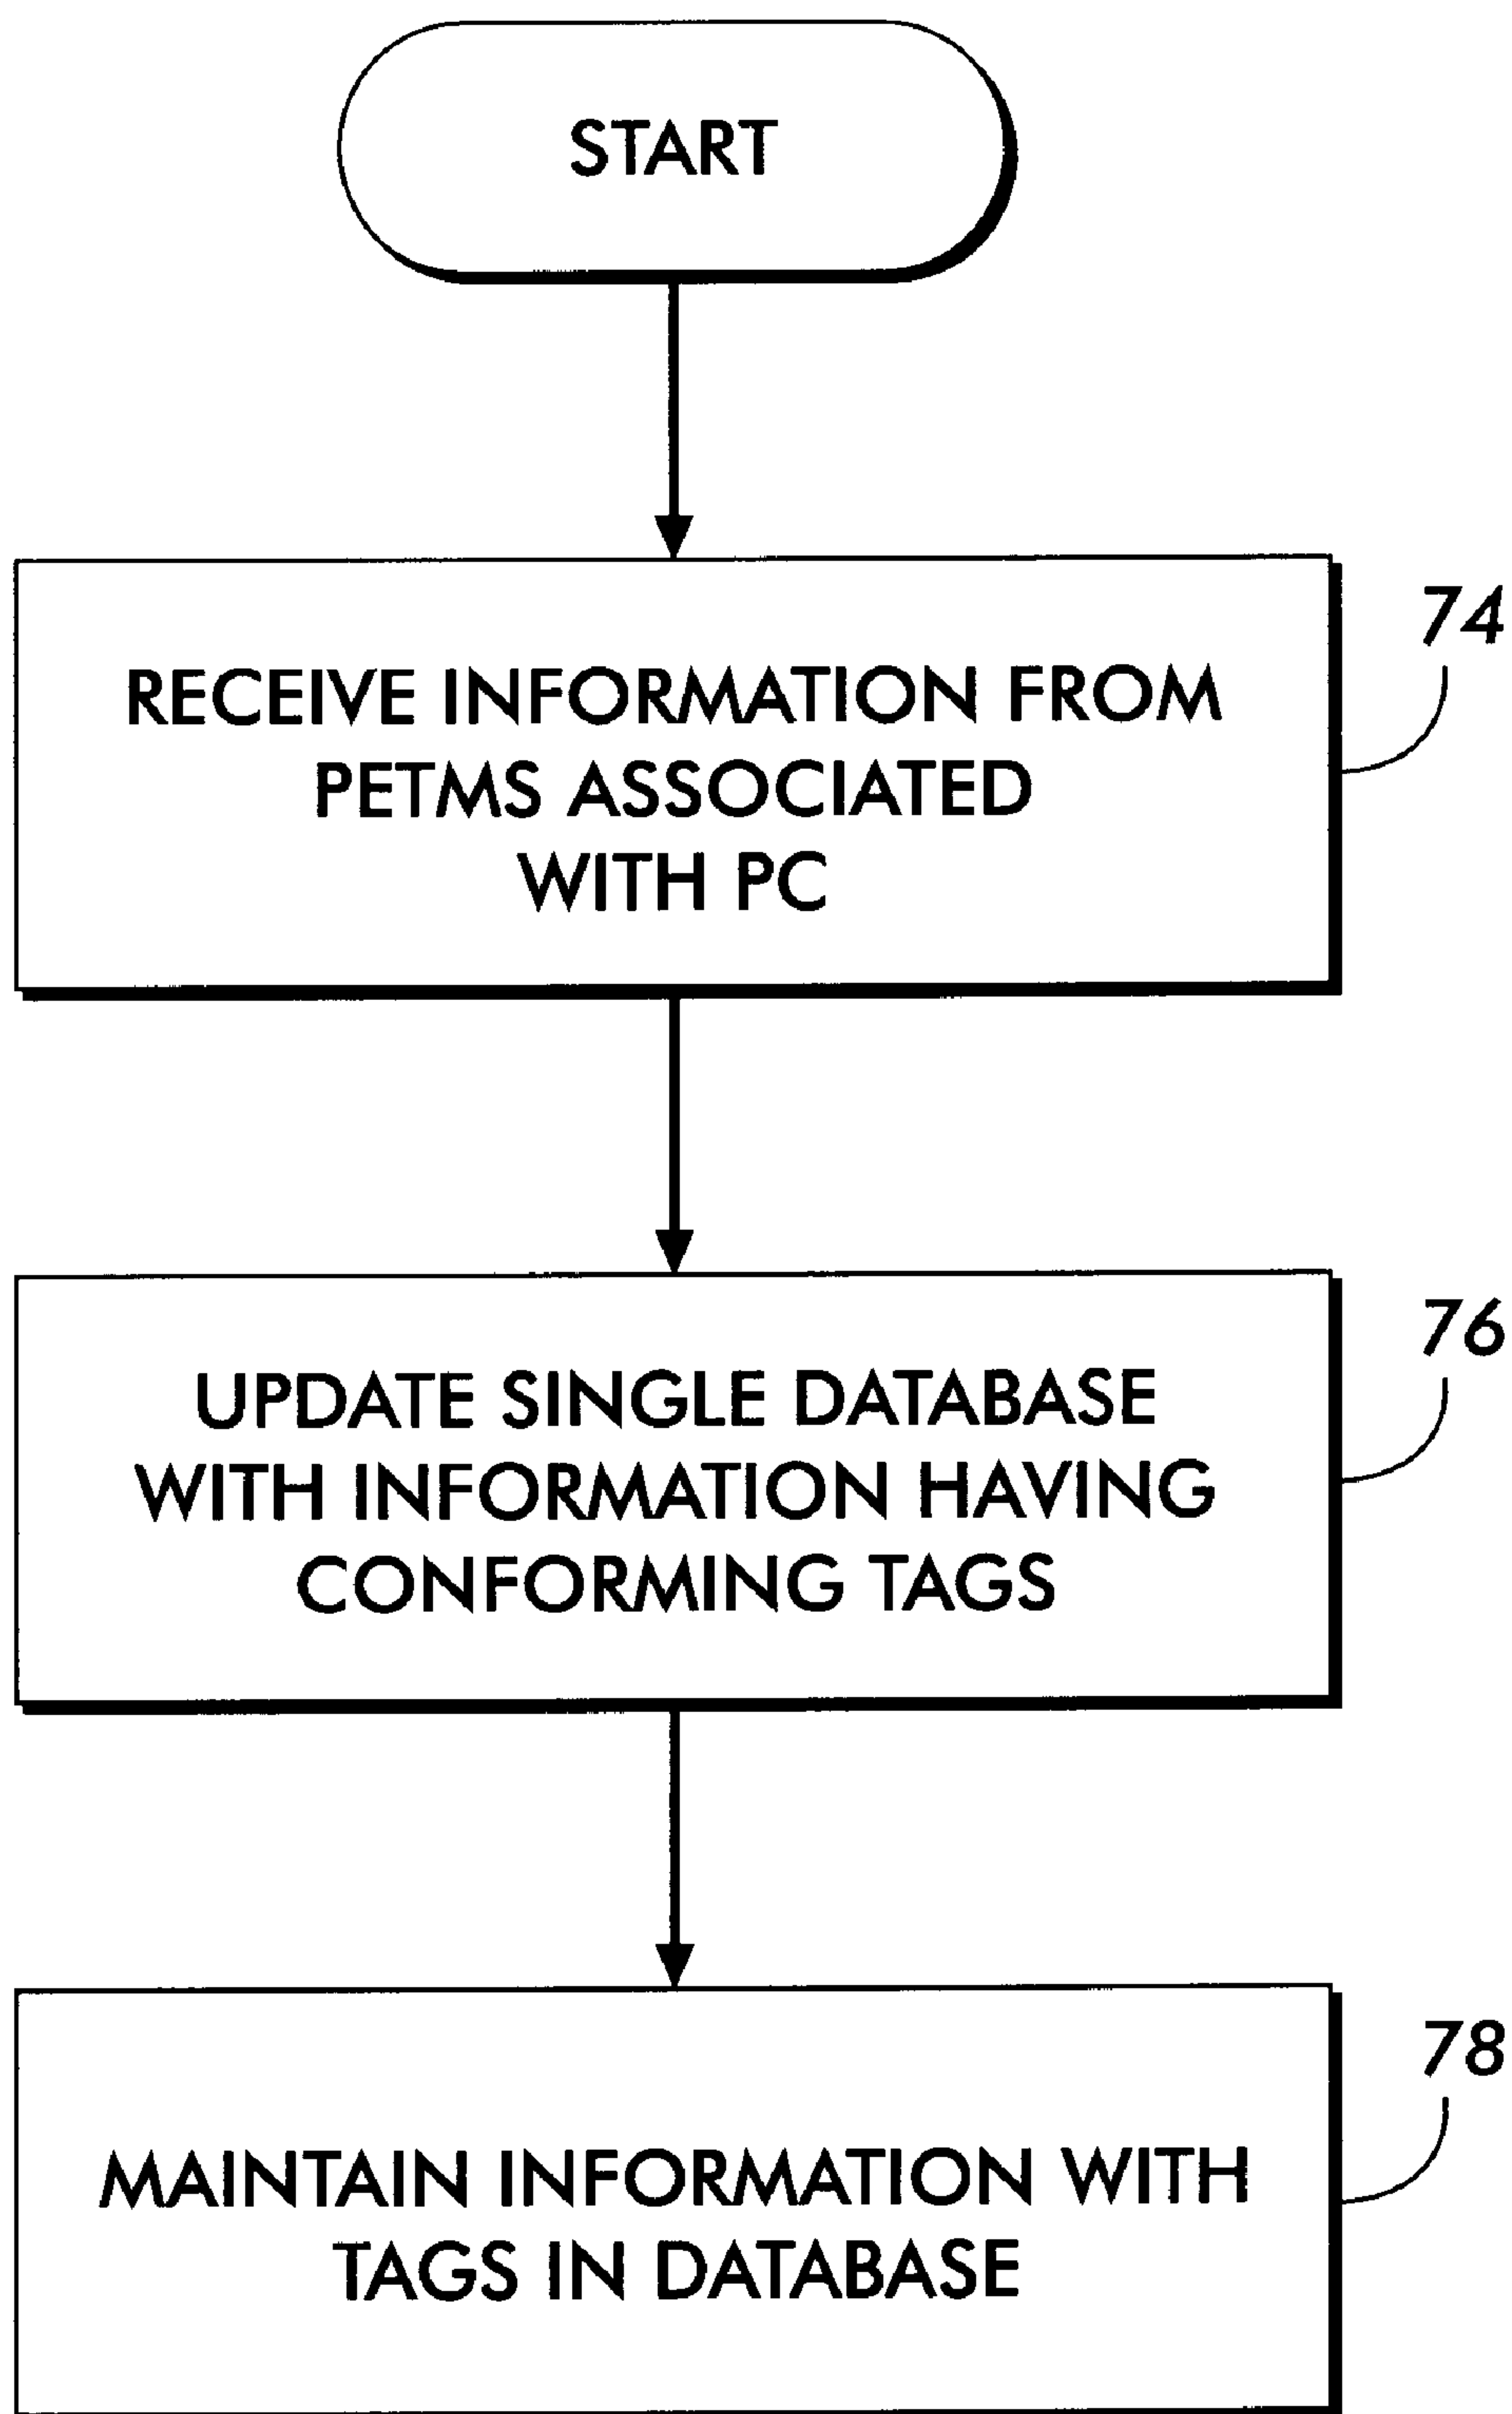 START
RECEIVE INFORMATION FROM
PETMS ASSOCIATED
WITH PC
74
UPDATE SINGLE DATABASE
WITH INFORMATION HAVING
CONFORMING TAGS
76
MAINTAIN INFORMATION WITH
TAGS IN DATABASE
78